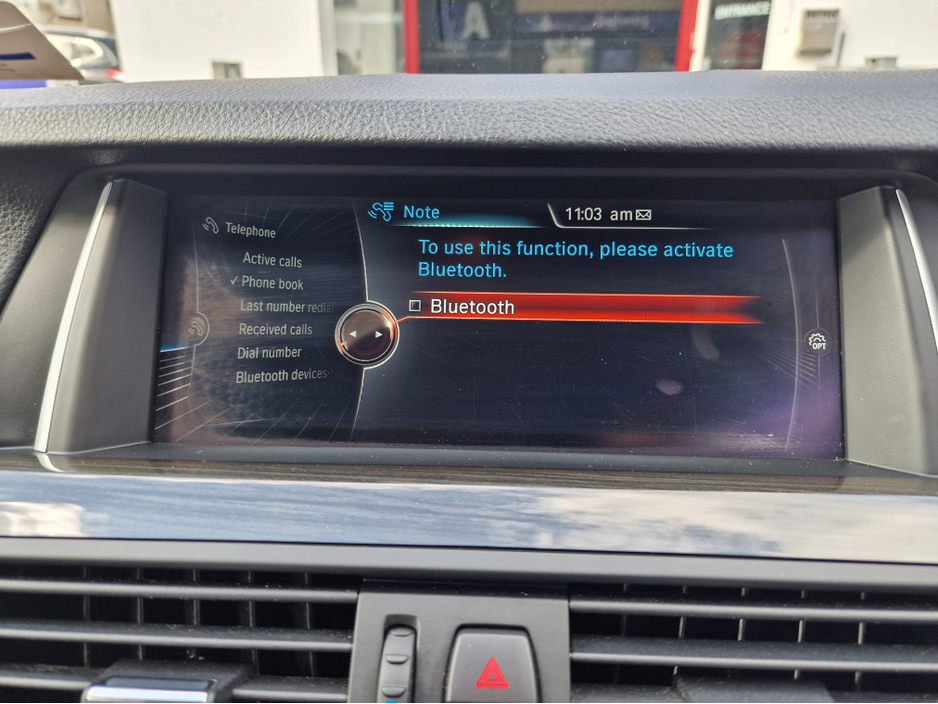 ENTRANCE
Note
11:03 am
Telephone
Active calls
Phone book
Last number redial
Received calls
Dial number
Bluetooth devices
To use this function, please activate
Bluetooth.
Bluetooth
OPT